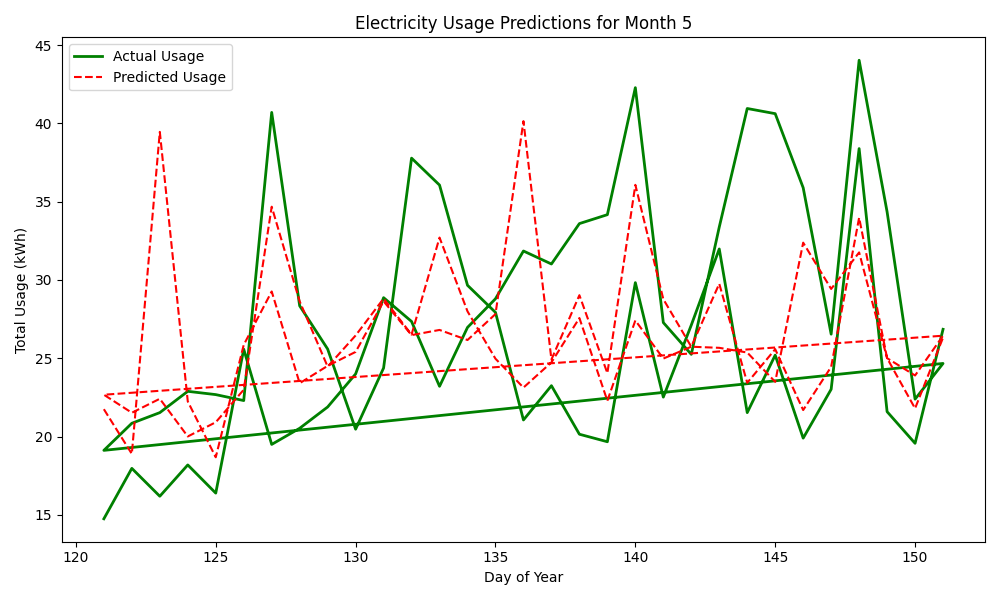 Electricity Usage Predictions for Month 5
Actual Usage
Predicted Usage
Total Usage (kWh)
45
40
35
30
25
20
15
120
125
130
135
140
145
150
Day of Year